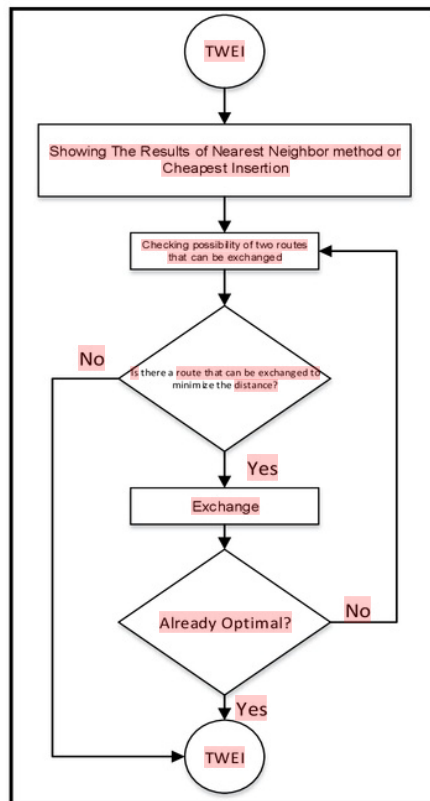 TWEI
Showing The Results of Nearest Neighbor method or
Cheapest Insertion
Checking possibility of two routes
that can be exchanged
No
Is there a route that can be exchanged to
minimize the distance?
Yes
Exchange
Already Optimal?
No
Yes
TWEI